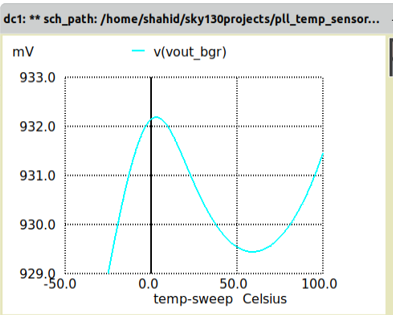 dc1: ** sch_path: /home/shahid/sky130projects/pll_temp_sensor...
mV
v(vout_bgr)
933.0
932.0
931.0
930.0
929.0
-50.0 0.0 50.0 100.0
temp-sweep Celsius